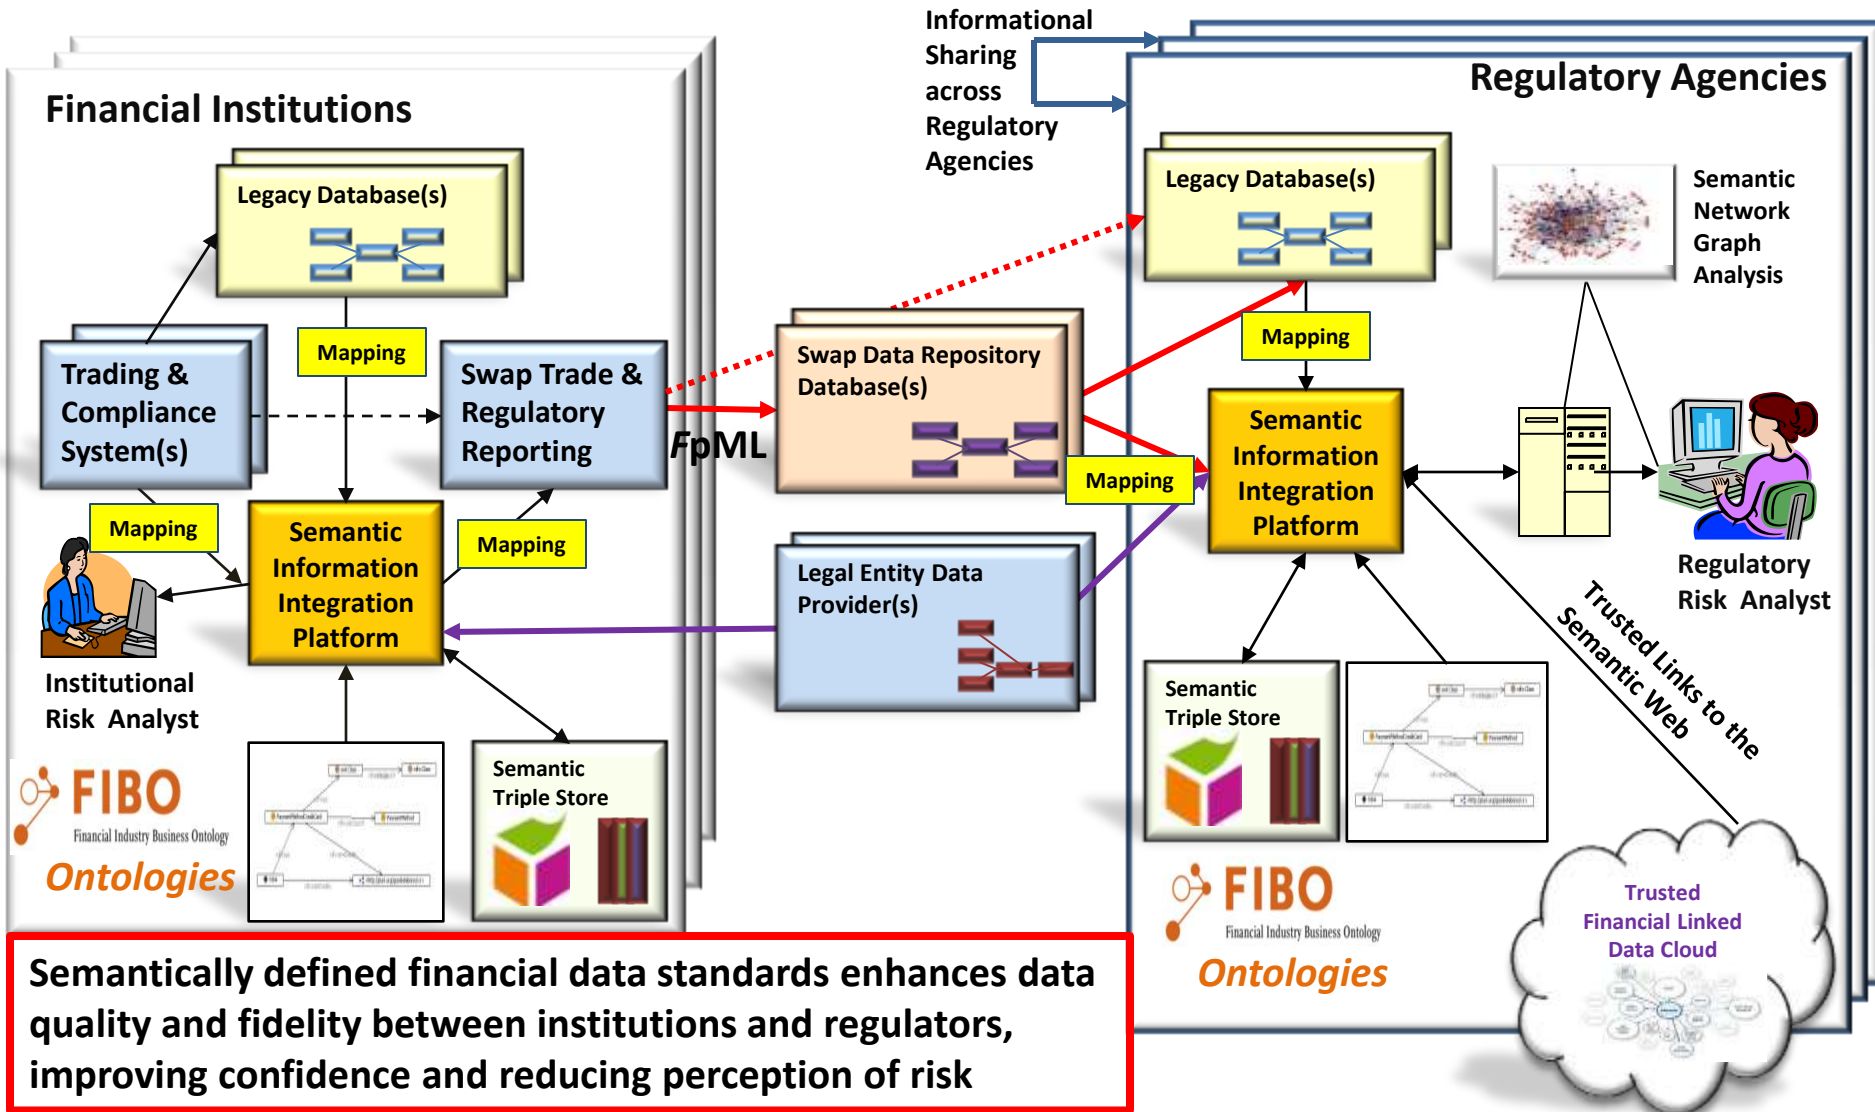 Informational
Sharing
across
Regulatory
Agencies
Financial Institutions
Regulatory Agencies
Legacy Database(s)
Mapping
Trading &
Compliance
System(s)
Swap Trade &
Regulatory
Reporting
FpML
Mapping
Mapping
Semantic
Information
Integration
Platform
Institutional
Risk Analyst
FIBO
Financial Industry Business Ontology
Ontologies
Semantic
Triple Store
Swap Data Repository
Database(s)
Mapping
Legal Entity Data
Provider(s)
Legacy Database(s)
Mapping
Semantic
Network
Graph
Analysis
Semantic
Information
Integration
Platform
Regulatory
Risk Analyst
Trusted Links to the
Semantic Web
Semantic
Triple Store
FIBO
Financial Industry Business Ontology
Ontologies
Trusted
Financial Linked
Data Cloud
Semantically defined financial data standards enhances data
quality and fidelity between institutions and regulators,
improving confidence and reducing perception of risk